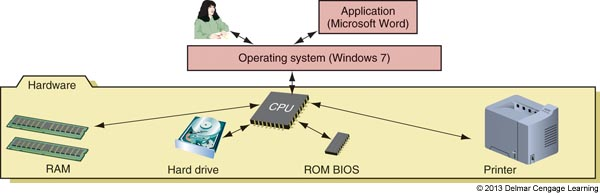 Application
(Microsoft Word)
Operating system (Windows 7)
Hardware
CPU
RAM
Hard drive
ROM BIOS
Printer
© 2013 Delmar Cengage Learning